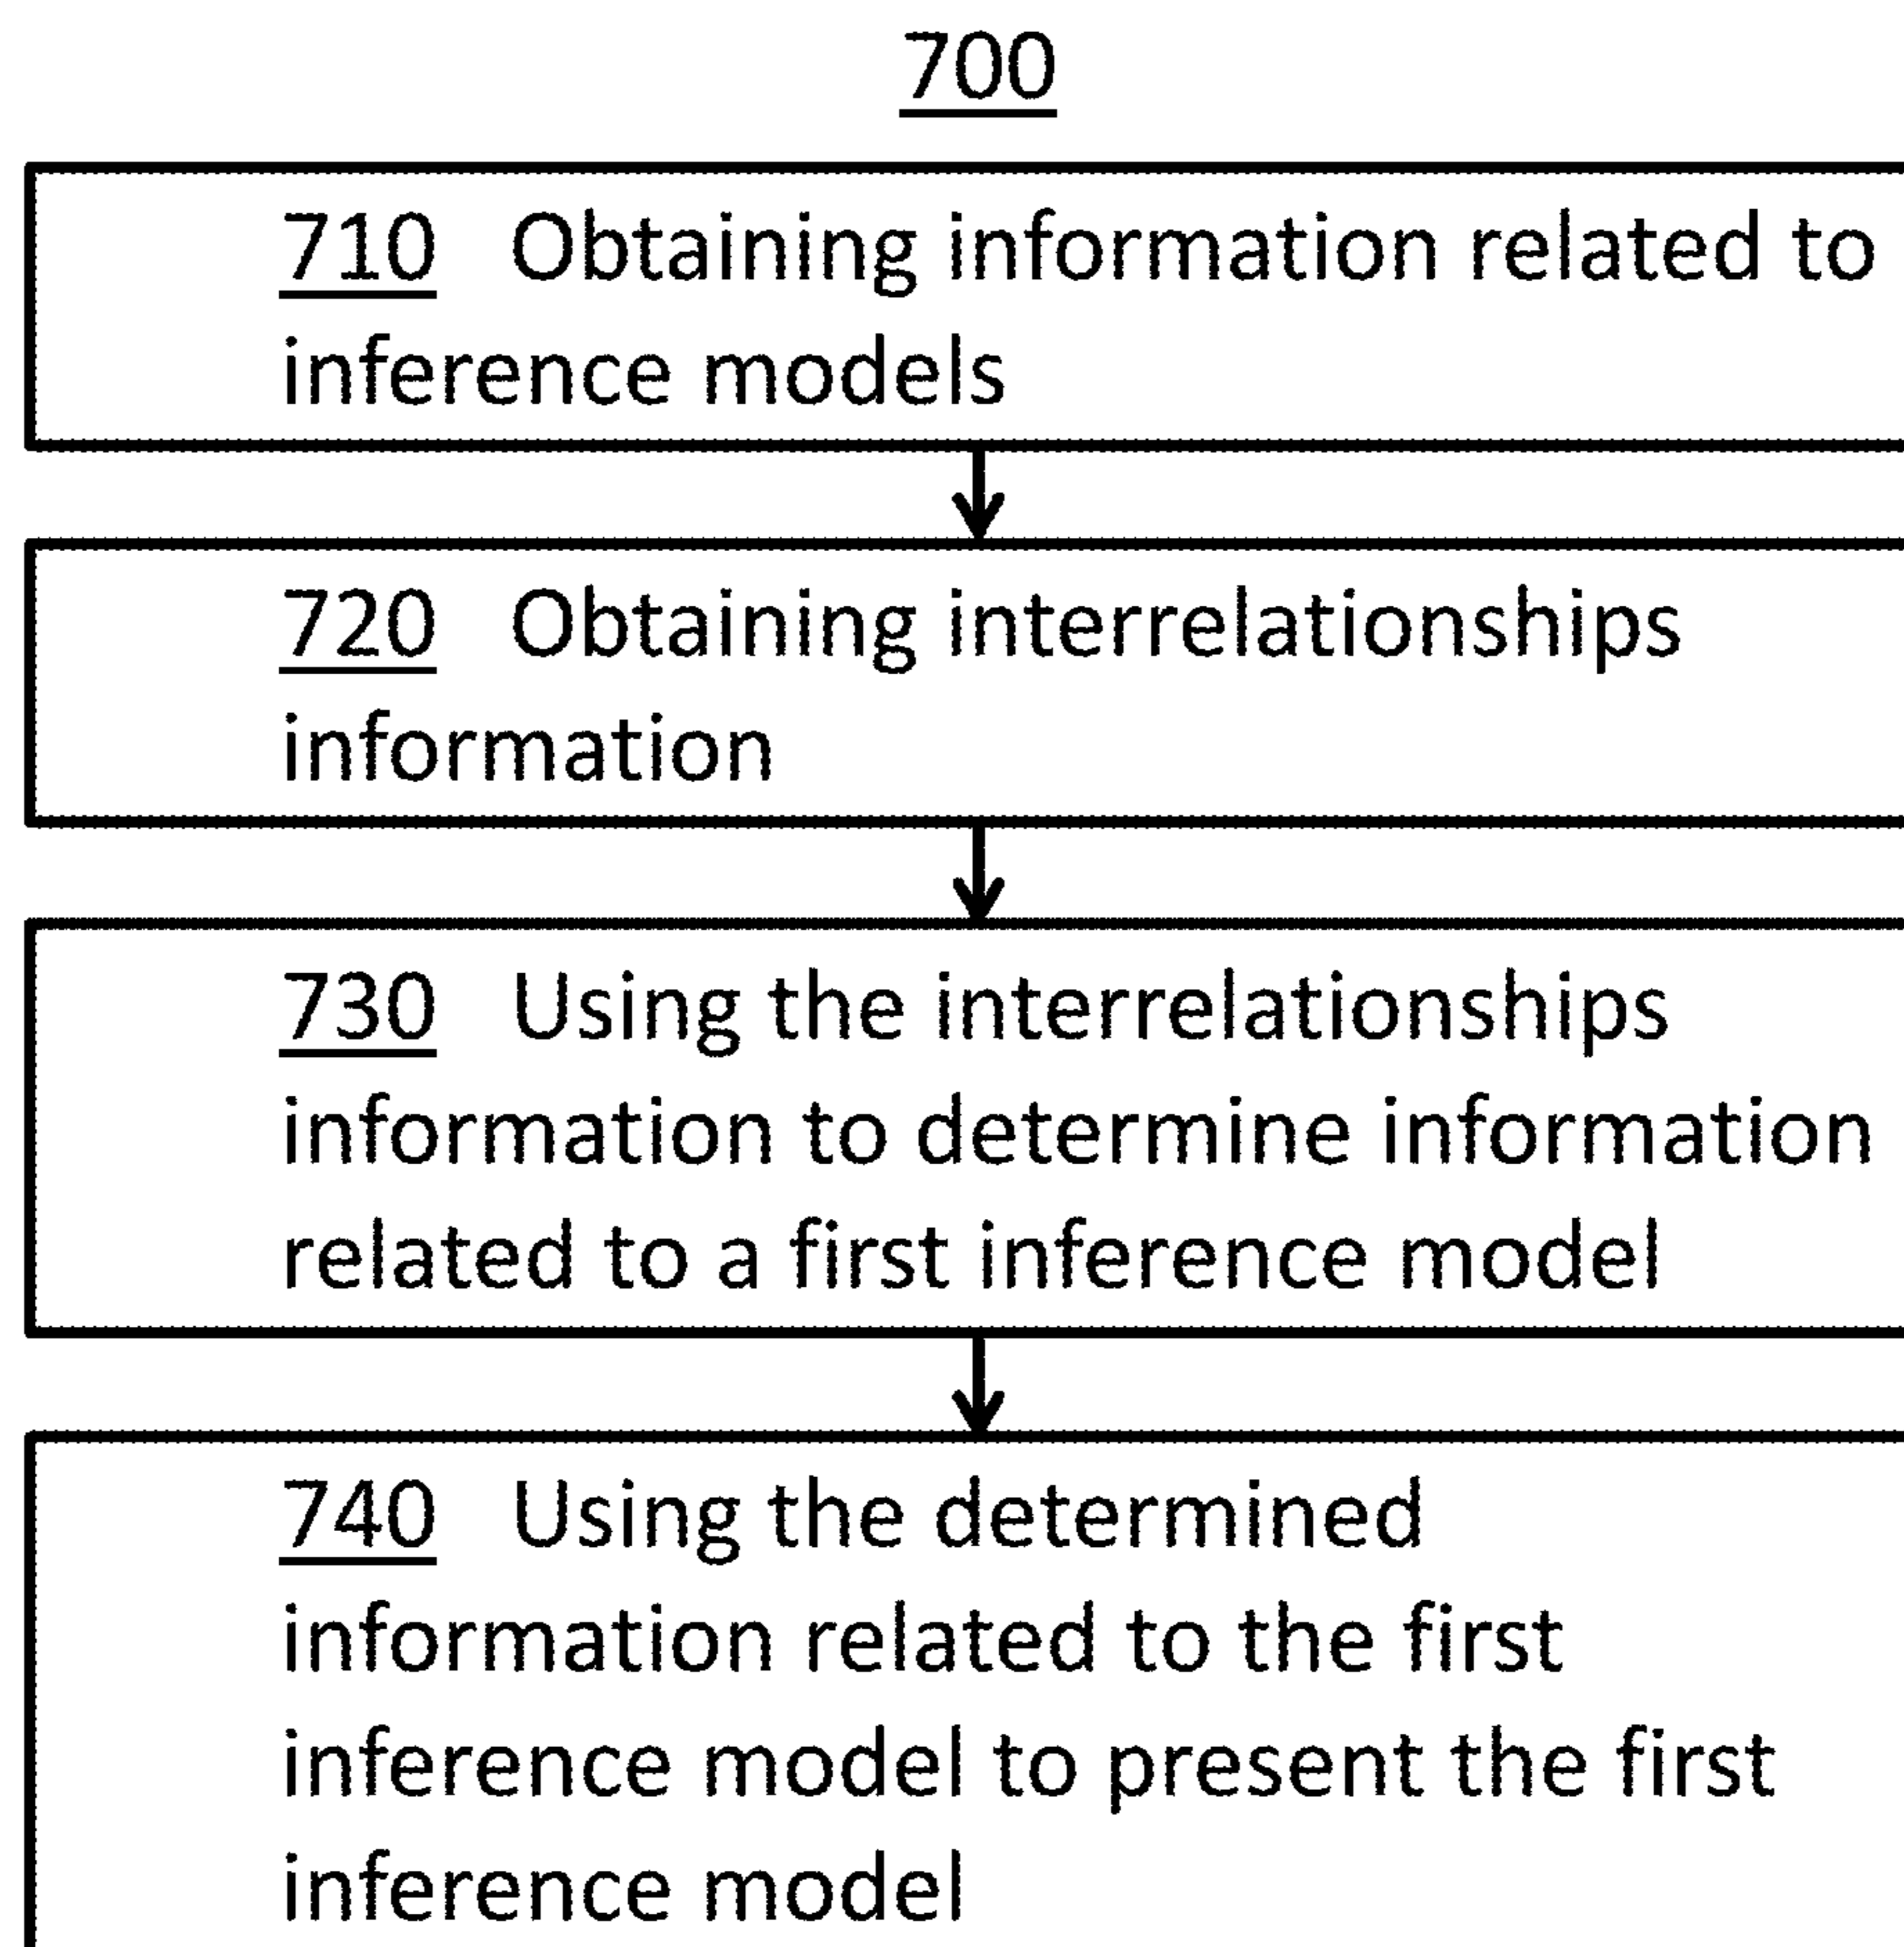 700
710 Obtaining information related to
inference models
720 Obtaining interrelationships
information
730 Using the interrelationships
information to determine information
related to a first inference model
740 Using the determined
information related to the first
inference model to present the first
inference model